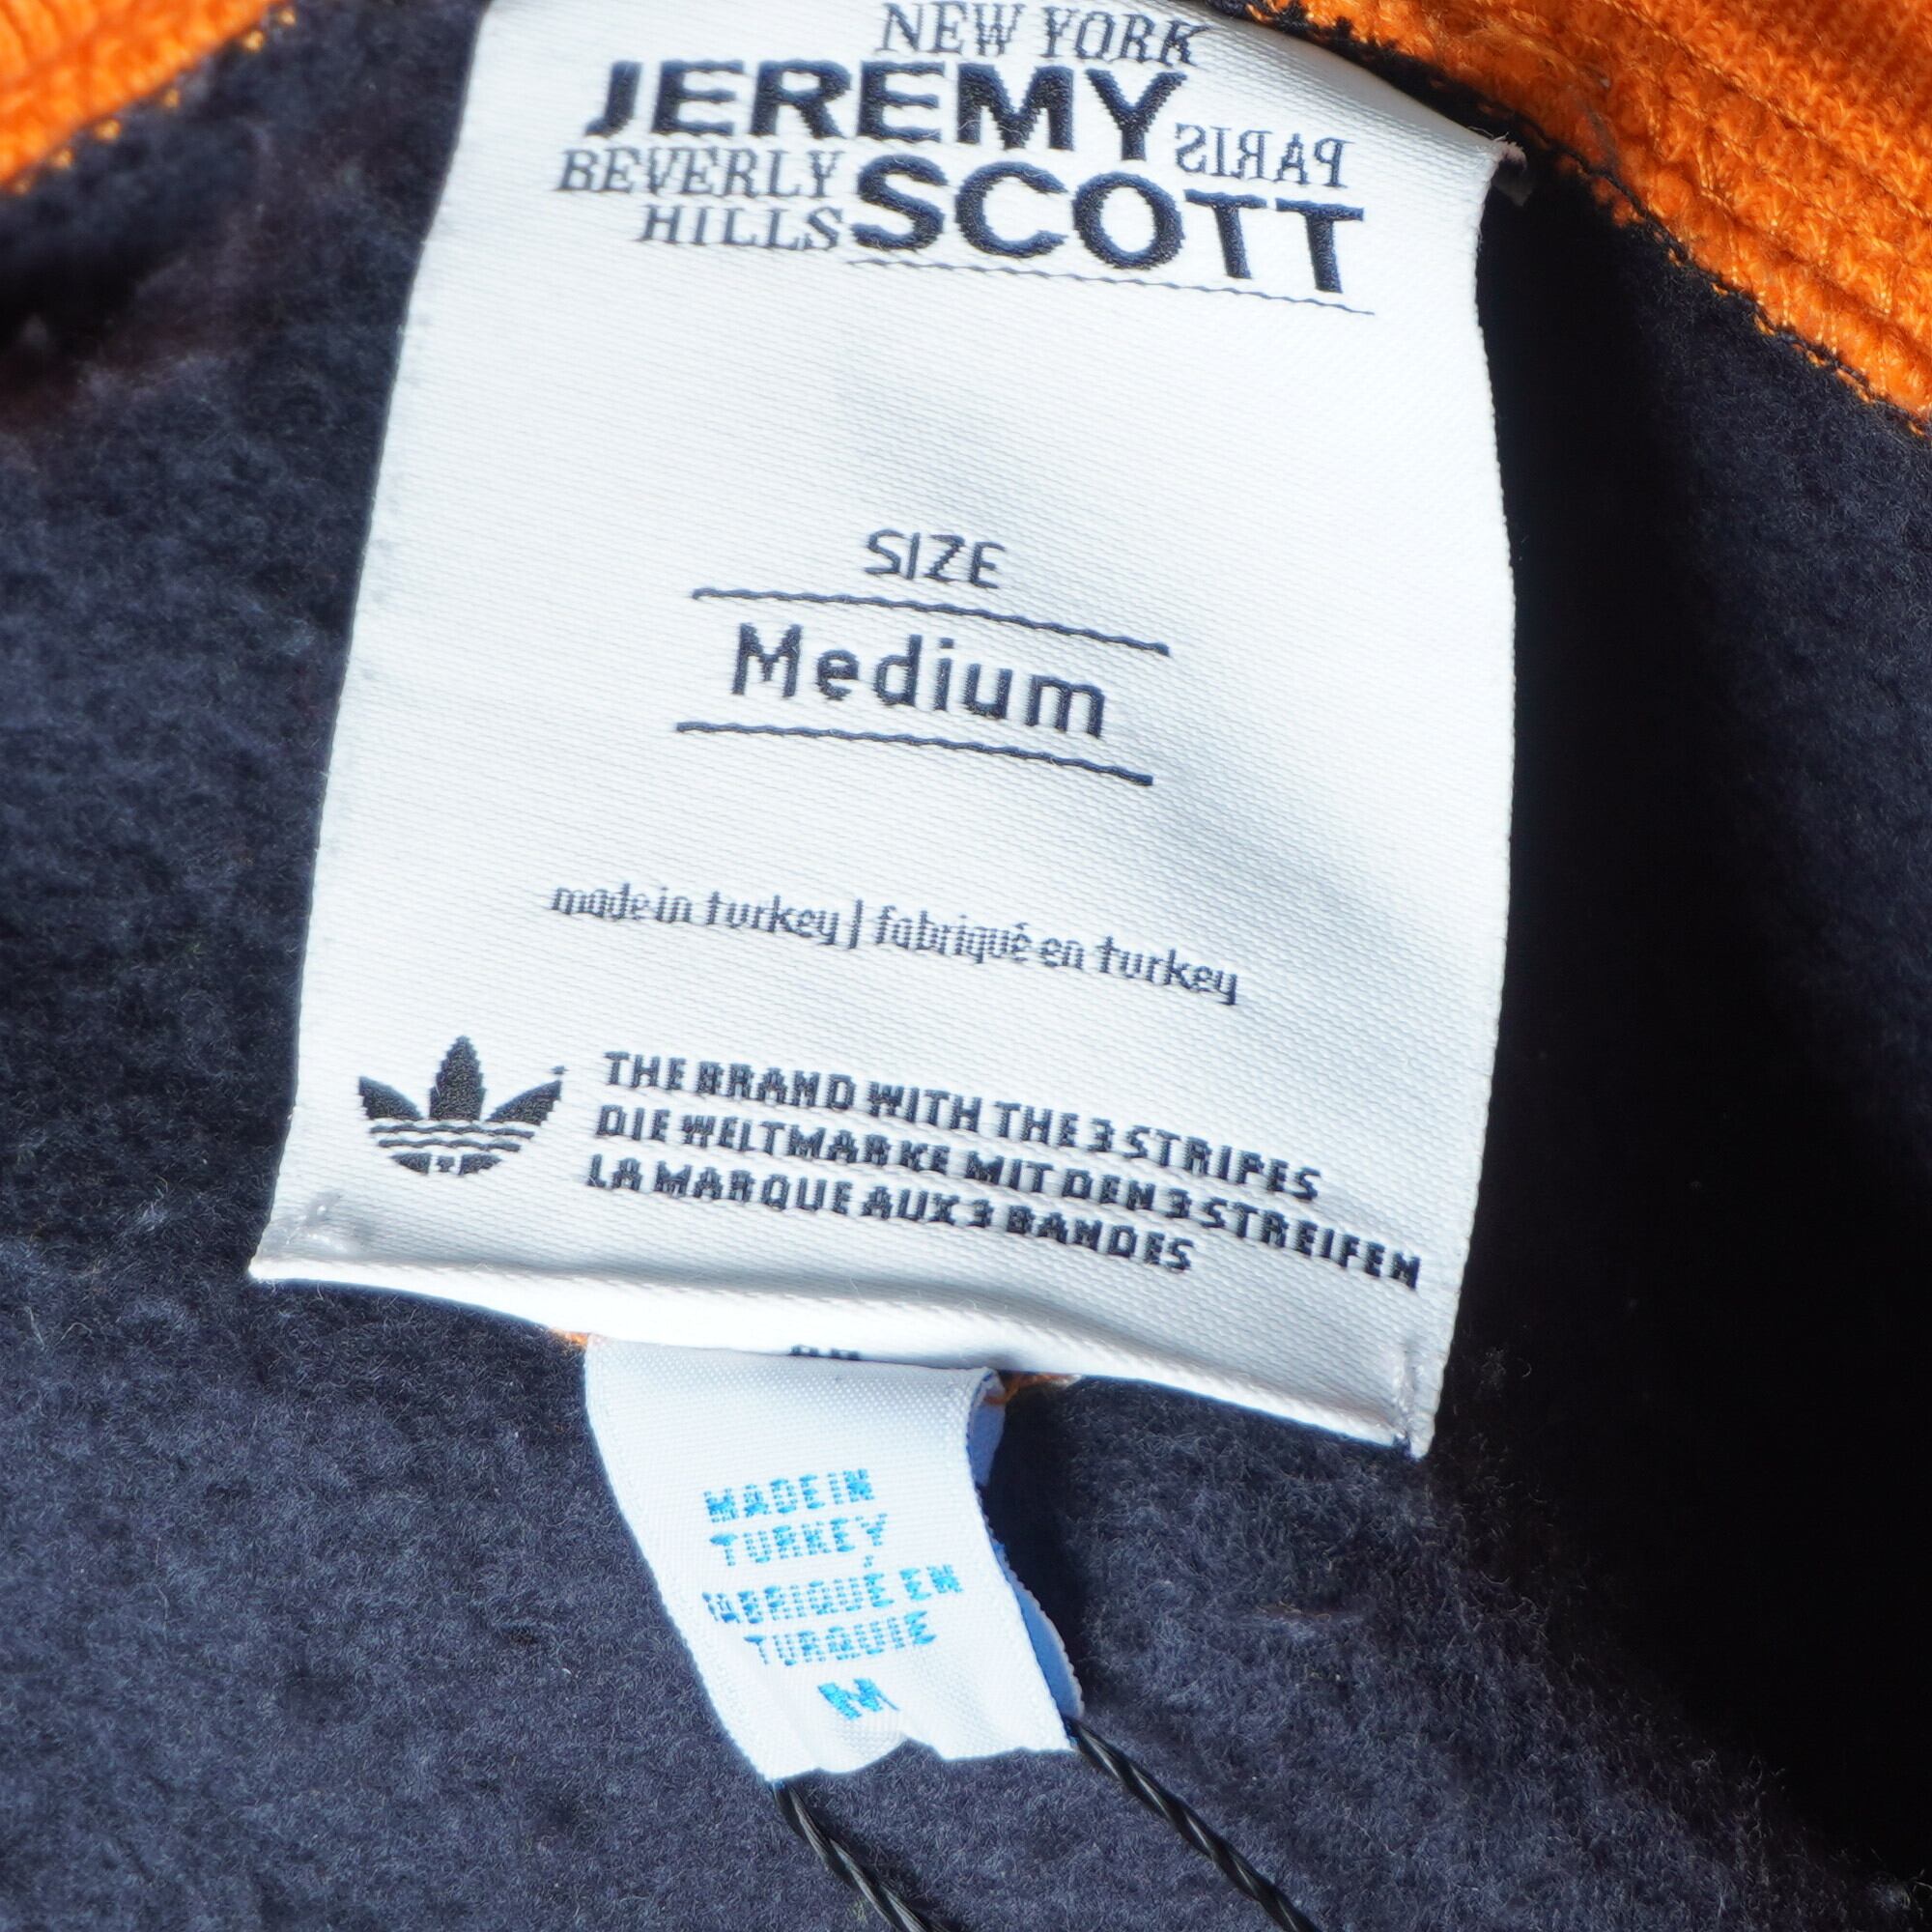 NEW YORK
JEREMY
PARIS
BEVERLY
HILLS
SCOTT
SIZE
Medium
made in turkey | fabriqué en turkey
THE BRAND WITH THE 3 STRIPES
DIE WELTMARKE MIT DEN 3 STREIFEN
LA MARQUE AUX 3 BANDES
MADE IN
TURKEY
FABRIQUÉ EN
TURQUIE
M